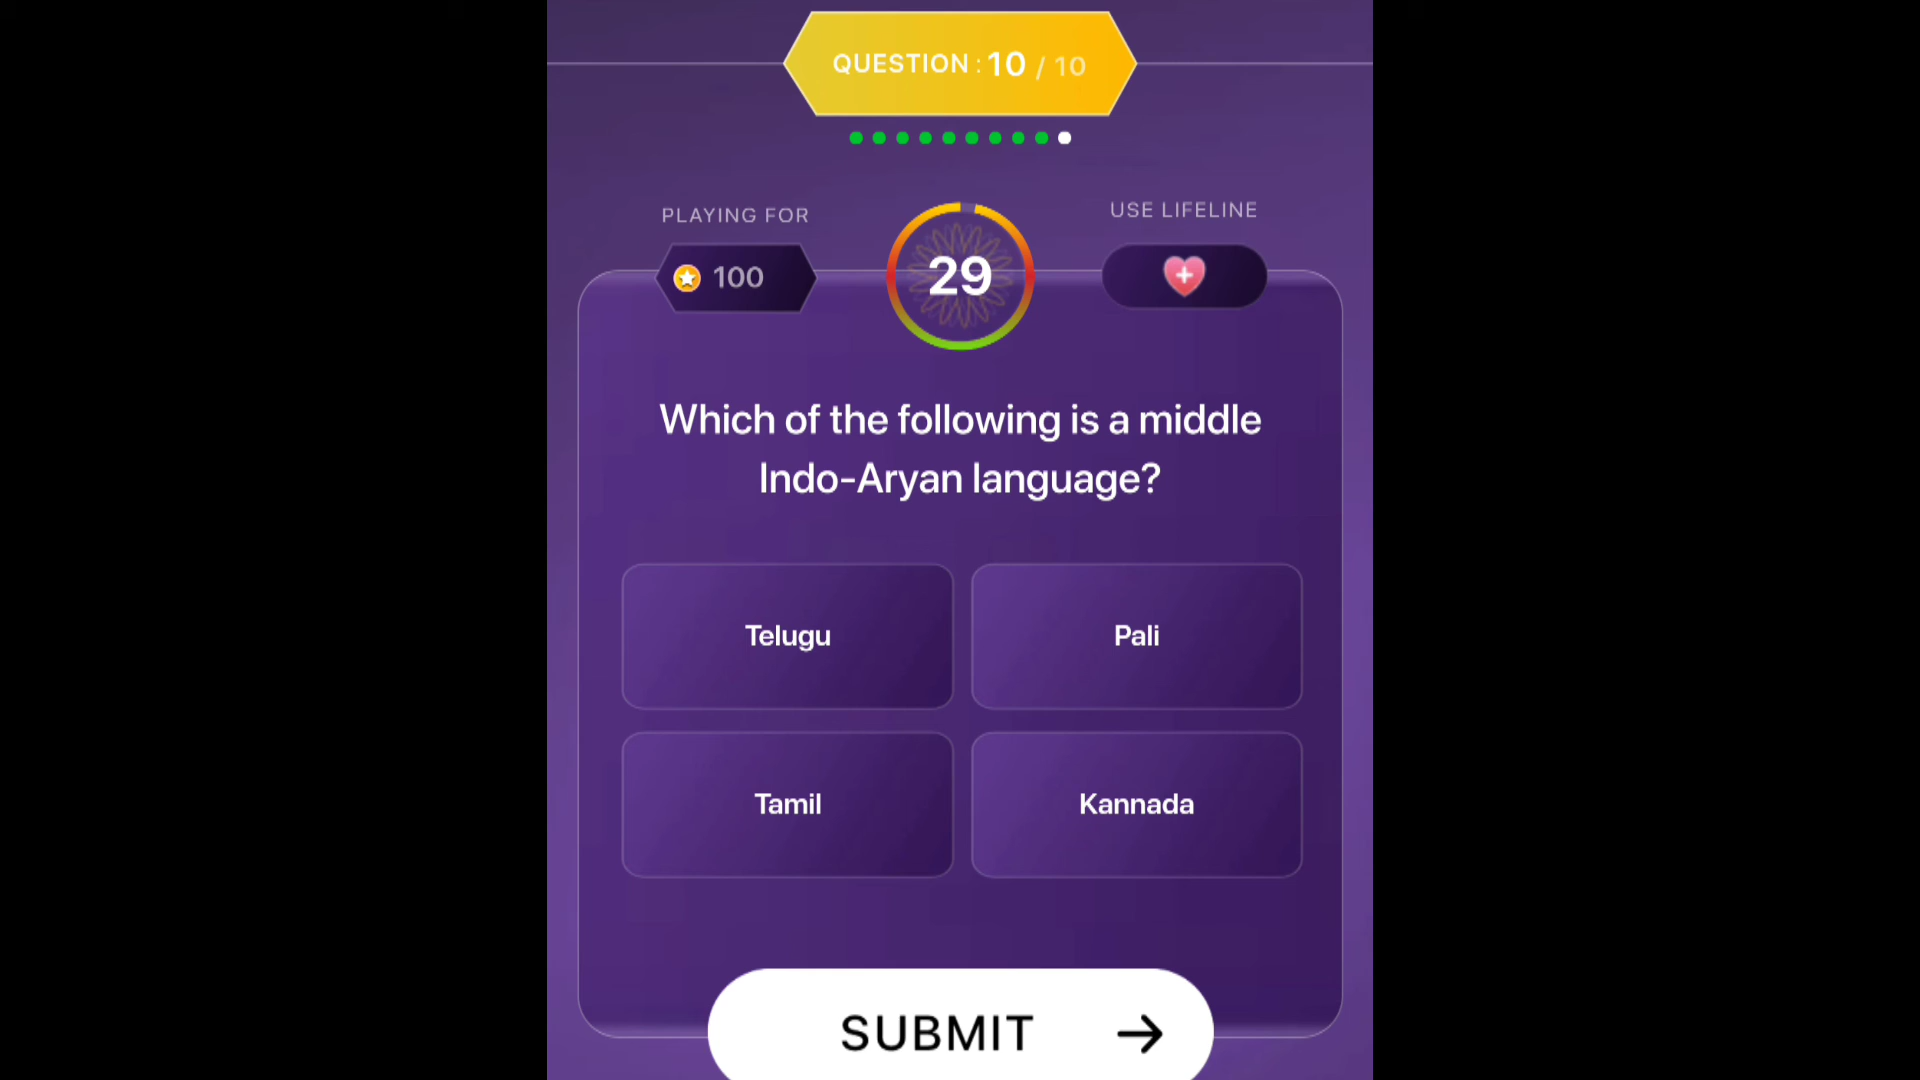 QUESTION : 10 / 10
PLAYING FOR
USE LIFELINE
100
29
Which of the following is a middle
Indo-Aryan language?
Telugu
Pali
Tamil
Kannada
SUBMIT